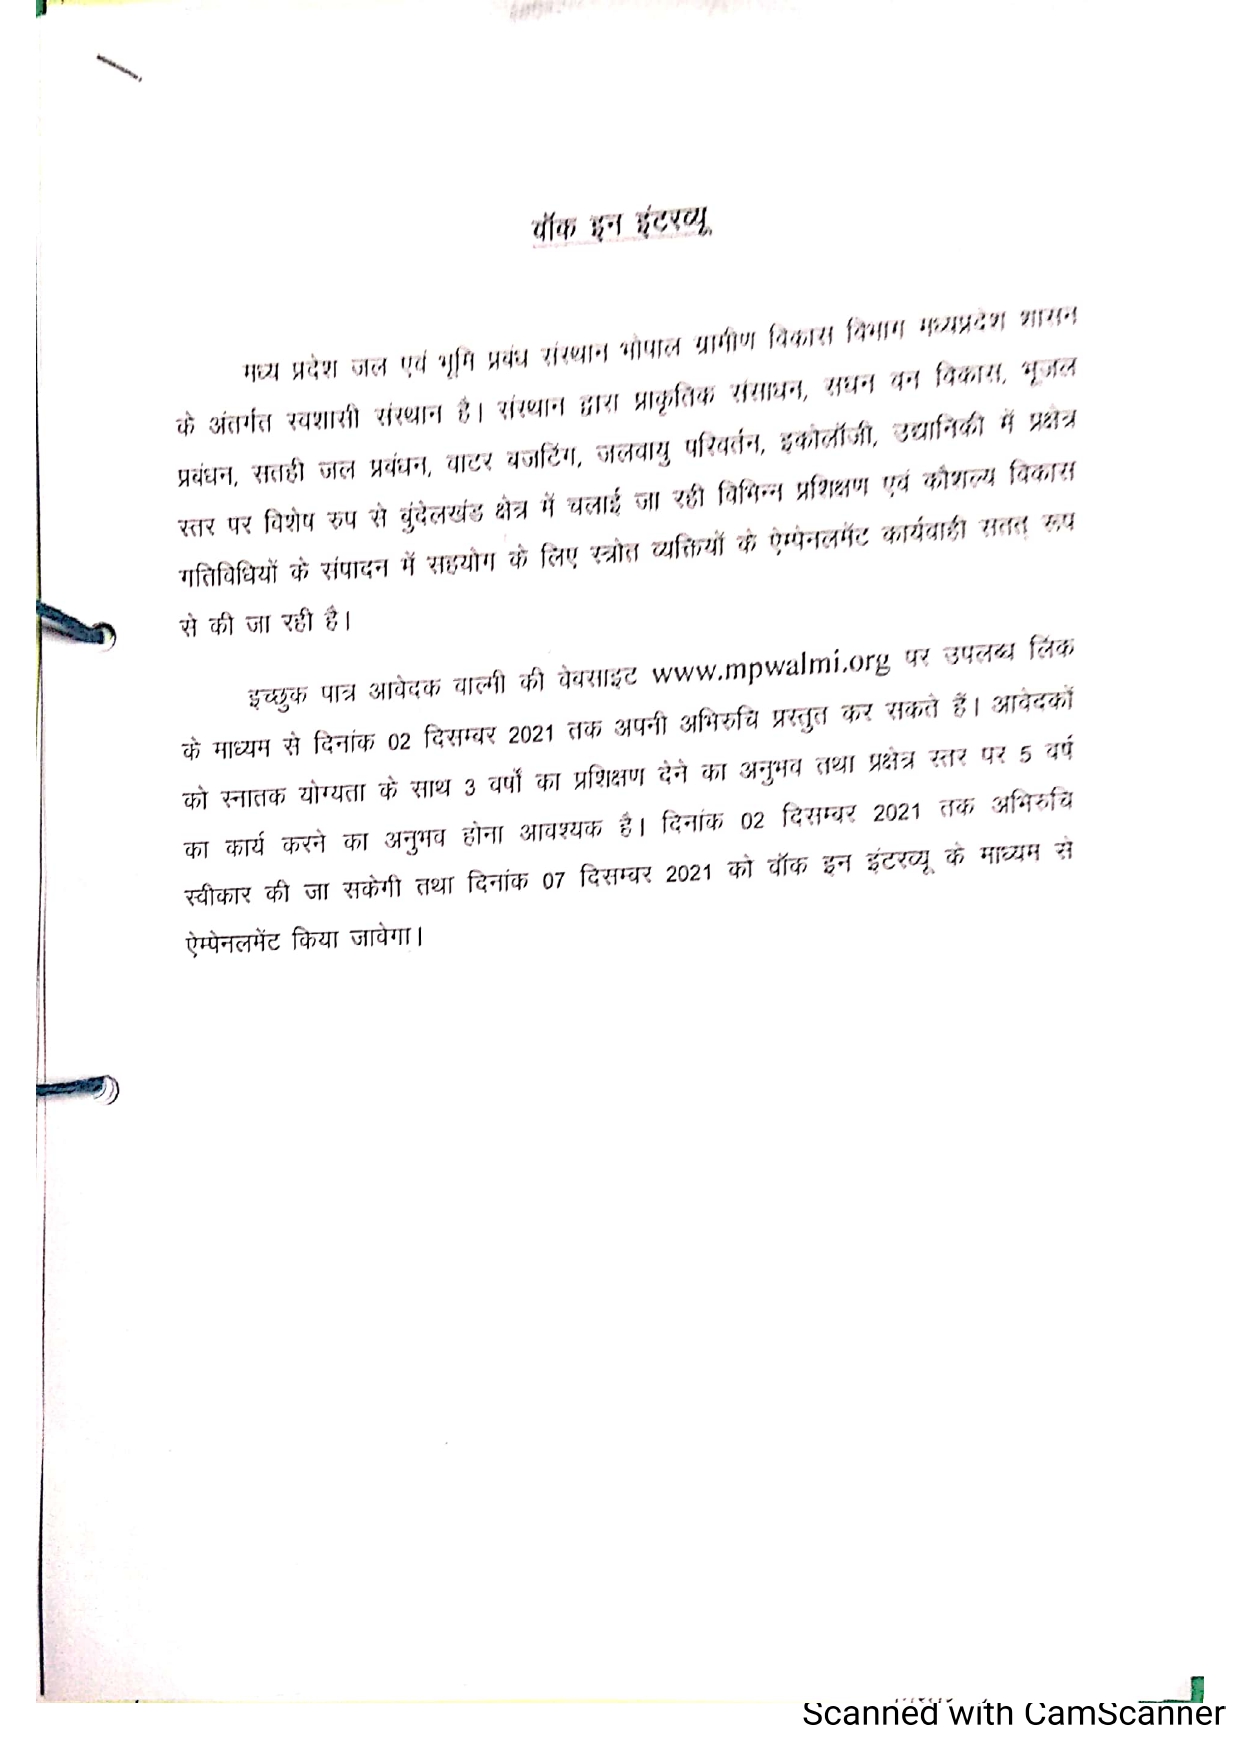 वॉक इन इंटरव्यू
मध्य प्रदेश जल एवं भूमि प्रबंध संस्थान भोपाल ग्रामीण विकास विभाग मध्यप्रदेश शासन
के अंतर्गत स्वशासी संस्थान है। संस्थान द्वारा प्राकृतिक संसाधन, सघन वन विकास, भूजल
प्रबंधन, सतही जल प्रबंधन, वाटर बजटिंग, जलवायु परिवर्तन, इकोलॉजी, उद्यानिकी में प्रक्षेत्र
स्तर पर विशेष रुप से बुंदेलखंड क्षेत्र में चलाई जा रही विभिन्न प्रशिक्षण एवं कौशल्य विकास
गतिविधियों के संपादन में सहयोग के लिए स्त्रोत व्यक्तियों के ऐम्पेनलमेंट कार्यवाही सतत् रूप
से की जा रही है।
इच्छुक पात्र आवेदक वाल्मी की वेबसाइट www.mpwalmi.org पर उपलब्ध लिंक
के माध्यम से दिनांक 02 दिसम्बर 2021 तक अपनी अभिरुचि प्रस्तुत कर सकते हैं। आवेदकों
को स्नातक योग्यता के साथ 3 वर्षों का प्रशिक्षण देने का अनुभव तथा प्रक्षेत्र स्तर पर 5 वर्ष
का कार्य करने का अनुभव होना आवश्यक है। दिनांक 02 दिसम्बर 2021 तक अभिरुचि
स्वीकार की जा सकेगी तथा दिनांक 07 दिसम्बर 2021 को वॉक इन इंटरव्यू के माध्यम से
ऐम्पेनलमेंट किया जावेगा।
Scanned with CamScanner